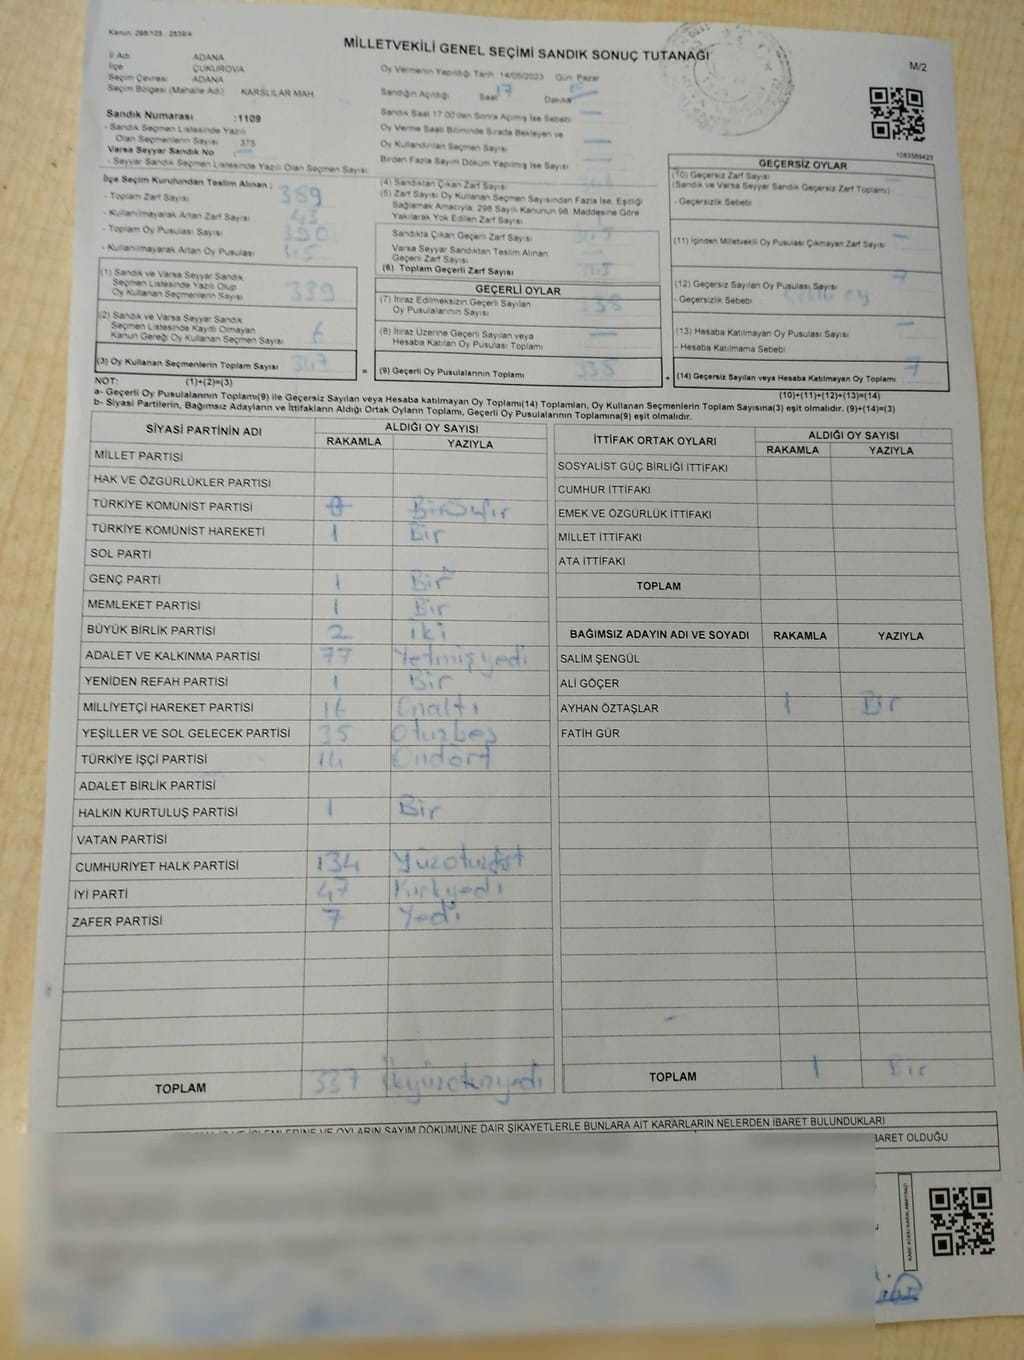 Kanun: 298/105 - 2839/4
MİLLETVEKİLİ GENEL SEÇİMİ SANDIK SONUÇ TUTANAĞI
M/2
İl Adı ADANA
İlçe ÇUKUROVA
Seçim Çevresi ADANA
Seçim Bölgesi (Mahalle Adı) KARSLILAR MAH.
Sandık Numarası :1109
- Sandık Seçmen Listesinde Yazılı
Olan Seçmenlerin Sayısı 375
Varsa Seyyar Sandık No
- Seyyar Sandık Seçmen Listesinde Yazılı Olan Seçmen Sayısı
İlçe Seçim Kurulundan Teslim Alınan ;
- Toplam Zarf Sayısı 389
- Kullanılmayarak Artan Zarf Sayısı
- Toplam Oy Pusulası Sayısı 390
- Kullanılmayarak Artan Oy Pusulası
(1) Sandık ve Varsa Seyyar Sandık
Seçmen Listesinde Yazılı Olup
Oy Kullanan Seçmenlerin Sayısı 339
(2) Sandık ve Varsa Seyyar Sandık
Seçmen Listesinde Kayıtlı Olmayan
Kanun Gereği Oy Kullanan Seçmen Sayısı 6
(3) Oy Kullanan Seçmenlerin Toplam Sayısı
Oy Vermenin Yapıldığı Tarih 14/05/2023 Gün Pazar
Sandığın Açıldığı Saat 17 Dakika
Sandık Saat 17.00'den Sonra Açılmış İse Sebebi
Oy Verme Saati Bitiminde Sırada Bekleyen ve
Oy Kullandırılan Seçmen Sayısı
Birden Fazla Sayım Döküm Yapılmış İse Sayısı
(4) Sandıktan Çıkan Zarf Sayısı
(5) Zarf Sayısı Oy Kullanan Seçmen Sayısından Fazla İse, Eşitliği
Sağlamak Amacıyla, 298 Sayılı Kanunun 98. Maddesine Göre
Yakılarak Yok Edilen Zarf Sayısı
Sandıkta Çıkan Geçerli Zarf Sayısı
Varsa Seyyar Sandıktan Teslim Alınan
Geçerli Zarf Sayısı
(6) Toplam Geçerli Zarf Sayısı
GEÇERLİ OYLAR
(7) İtiraz Edilmeksizin Geçerli Sayılan
Oy Pusulalarının Sayısı 338
(8) İtiraz Üzerine Geçerli Sayılan veya
Hesaba Katılan Oy Pusulası Toplamı
= (9) Geçerli Oy Pusulalarının Toplamı 338
1083569423
GEÇERSİZ OYLAR
(10) Geçersiz Zarf Sayısı
(Sandık ve Varsa Seyyar Sandık Geçersiz Zarf Toplamı)
- Geçersizlik Sebebi
(11) İçinden Milletvekili Oy Pusulası Çıkmayan Zarf Sayısı
(12) Geçersiz Sayılan Oy Pusulası Sayısı 7
- Geçersizlik Sebebi
(13) Hesaba Katılmayan Oy Pusulası Sayısı
- Hesaba Katılmama Sebebi
+ (14) Geçersiz Sayılan veya Hesaba Katılmayan Oy Toplamı 7
NOT: (1)+(2)=(3)
(10)+(11)+(12)+(13)=(14)
a- Geçerli Oy Pusulalarının Toplamı(9) ile Geçersiz Sayılan veya Hesaba katılmayan Oy Toplamı(14) Toplamları, Oy Kullanan Seçmenlerin Toplam Sayısına(3) eşit olmalıdır. (9)+(14)=(3)
b- Siyasi Partilerin, Bağımsız Adayların ve İttifakların Aldığı Ortak Oyların Toplamı, Geçerli Oy Pusulalarının Toplamına(9) eşit olmalıdır.
SİYASİ PARTİNİN ADI ALDIĞI OY SAYISI
RAKAMLA YAZIYLA
MİLLET PARTİSİ
HAK VE ÖZGÜRLÜKLER PARTİSİ
TÜRKİYE KOMÜNİST PARTİSİ
TÜRKİYE KOMÜNİST HAREKETİ 1 Bir
SOL PARTİ
GENÇ PARTİ 1 Bir
MEMLEKET PARTİSİ 1 Bir
BÜYÜK BİRLİK PARTİSİ 2 iki
ADALET VE KALKINMA PARTİSİ 77 Yetmişyedi
YENİDEN REFAH PARTİSİ 1 Bir
MİLLİYETÇİ HAREKET PARTİSİ 16 Onaltı
YEŞİLLER VE SOL GELECEK PARTİSİ 35 Otuzbeş
TÜRKİYE İŞÇİ PARTİSİ 14 Ondört
ADALET BİRLİK PARTİSİ
HALKIN KURTULUŞ PARTİSİ 1 Bir
VATAN PARTİSİ
CUMHURİYET HALK PARTİSİ 134
İYİ PARTİ 47 Kırkyedi
ZAFER PARTİSİ 7 Yedi
TOPLAM 337
İTTİFAK ORTAK OYLARI ALDIĞI OY SAYISI
RAKAMLA YAZIYLA
SOSYALİST GÜÇ BİRLİĞİ İTTİFAKI
CUMHUR İTTİFAKI
EMEK VE ÖZGÜRLÜK İTTİFAKI
MİLLET İTTİFAKI
ATA İTTİFAKI
TOPLAM
BAĞIMSIZ ADAYIN ADI VE SOYADI RAKAMLA YAZIYLA
SALİM ŞENGÜL
ALİ GÖÇER
AYHAN ÖZTAŞLAR 1 Bir
FATİH GÜR
TOPLAM 1 Bir
OYLARIN SAYIM DÖKÜMÜNE DAİR ŞİKAYETLERLE BUNLARA AİT KARARLARIN NELERDEN İBARET BULUNDUKLARI
BARET OLDUĞU
KARE KODU KARALAMAYINIZ!